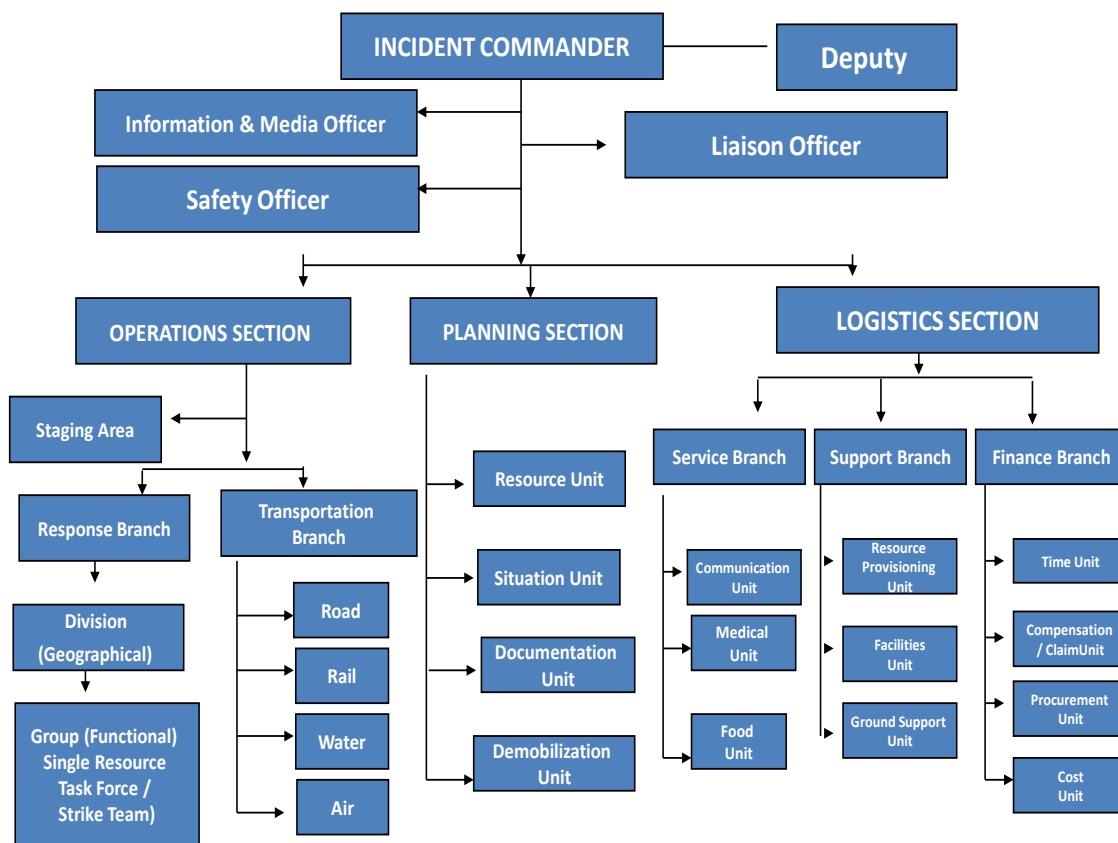 INCIDENT COMMANDER
Deputy
Information & Media Officer
Liaison Officer
Safety Officer
OPERATIONS SECTION
PLANNING SECTION
LOGISTICS SECTION
Staging Area
Response Branch
Transportation
Branch
Division
(Geographical)
Group (Functional)
Single Resource
Task Force /
Strike Team)
Road
Rail
Water
Air
Resource Unit
Situation Unit
Documentation
Unit
Demobilization
Unit
Service Branch
Support Branch
Finance Branch
Communication
Unit
Medical
Unit
Food
Unit
Resource
Provisioning
Unit
Facilities
Unit
Ground Support
Unit
Time Unit
Compensation
/ ClaimUnit
Procurement
Unit
Cost
Unit